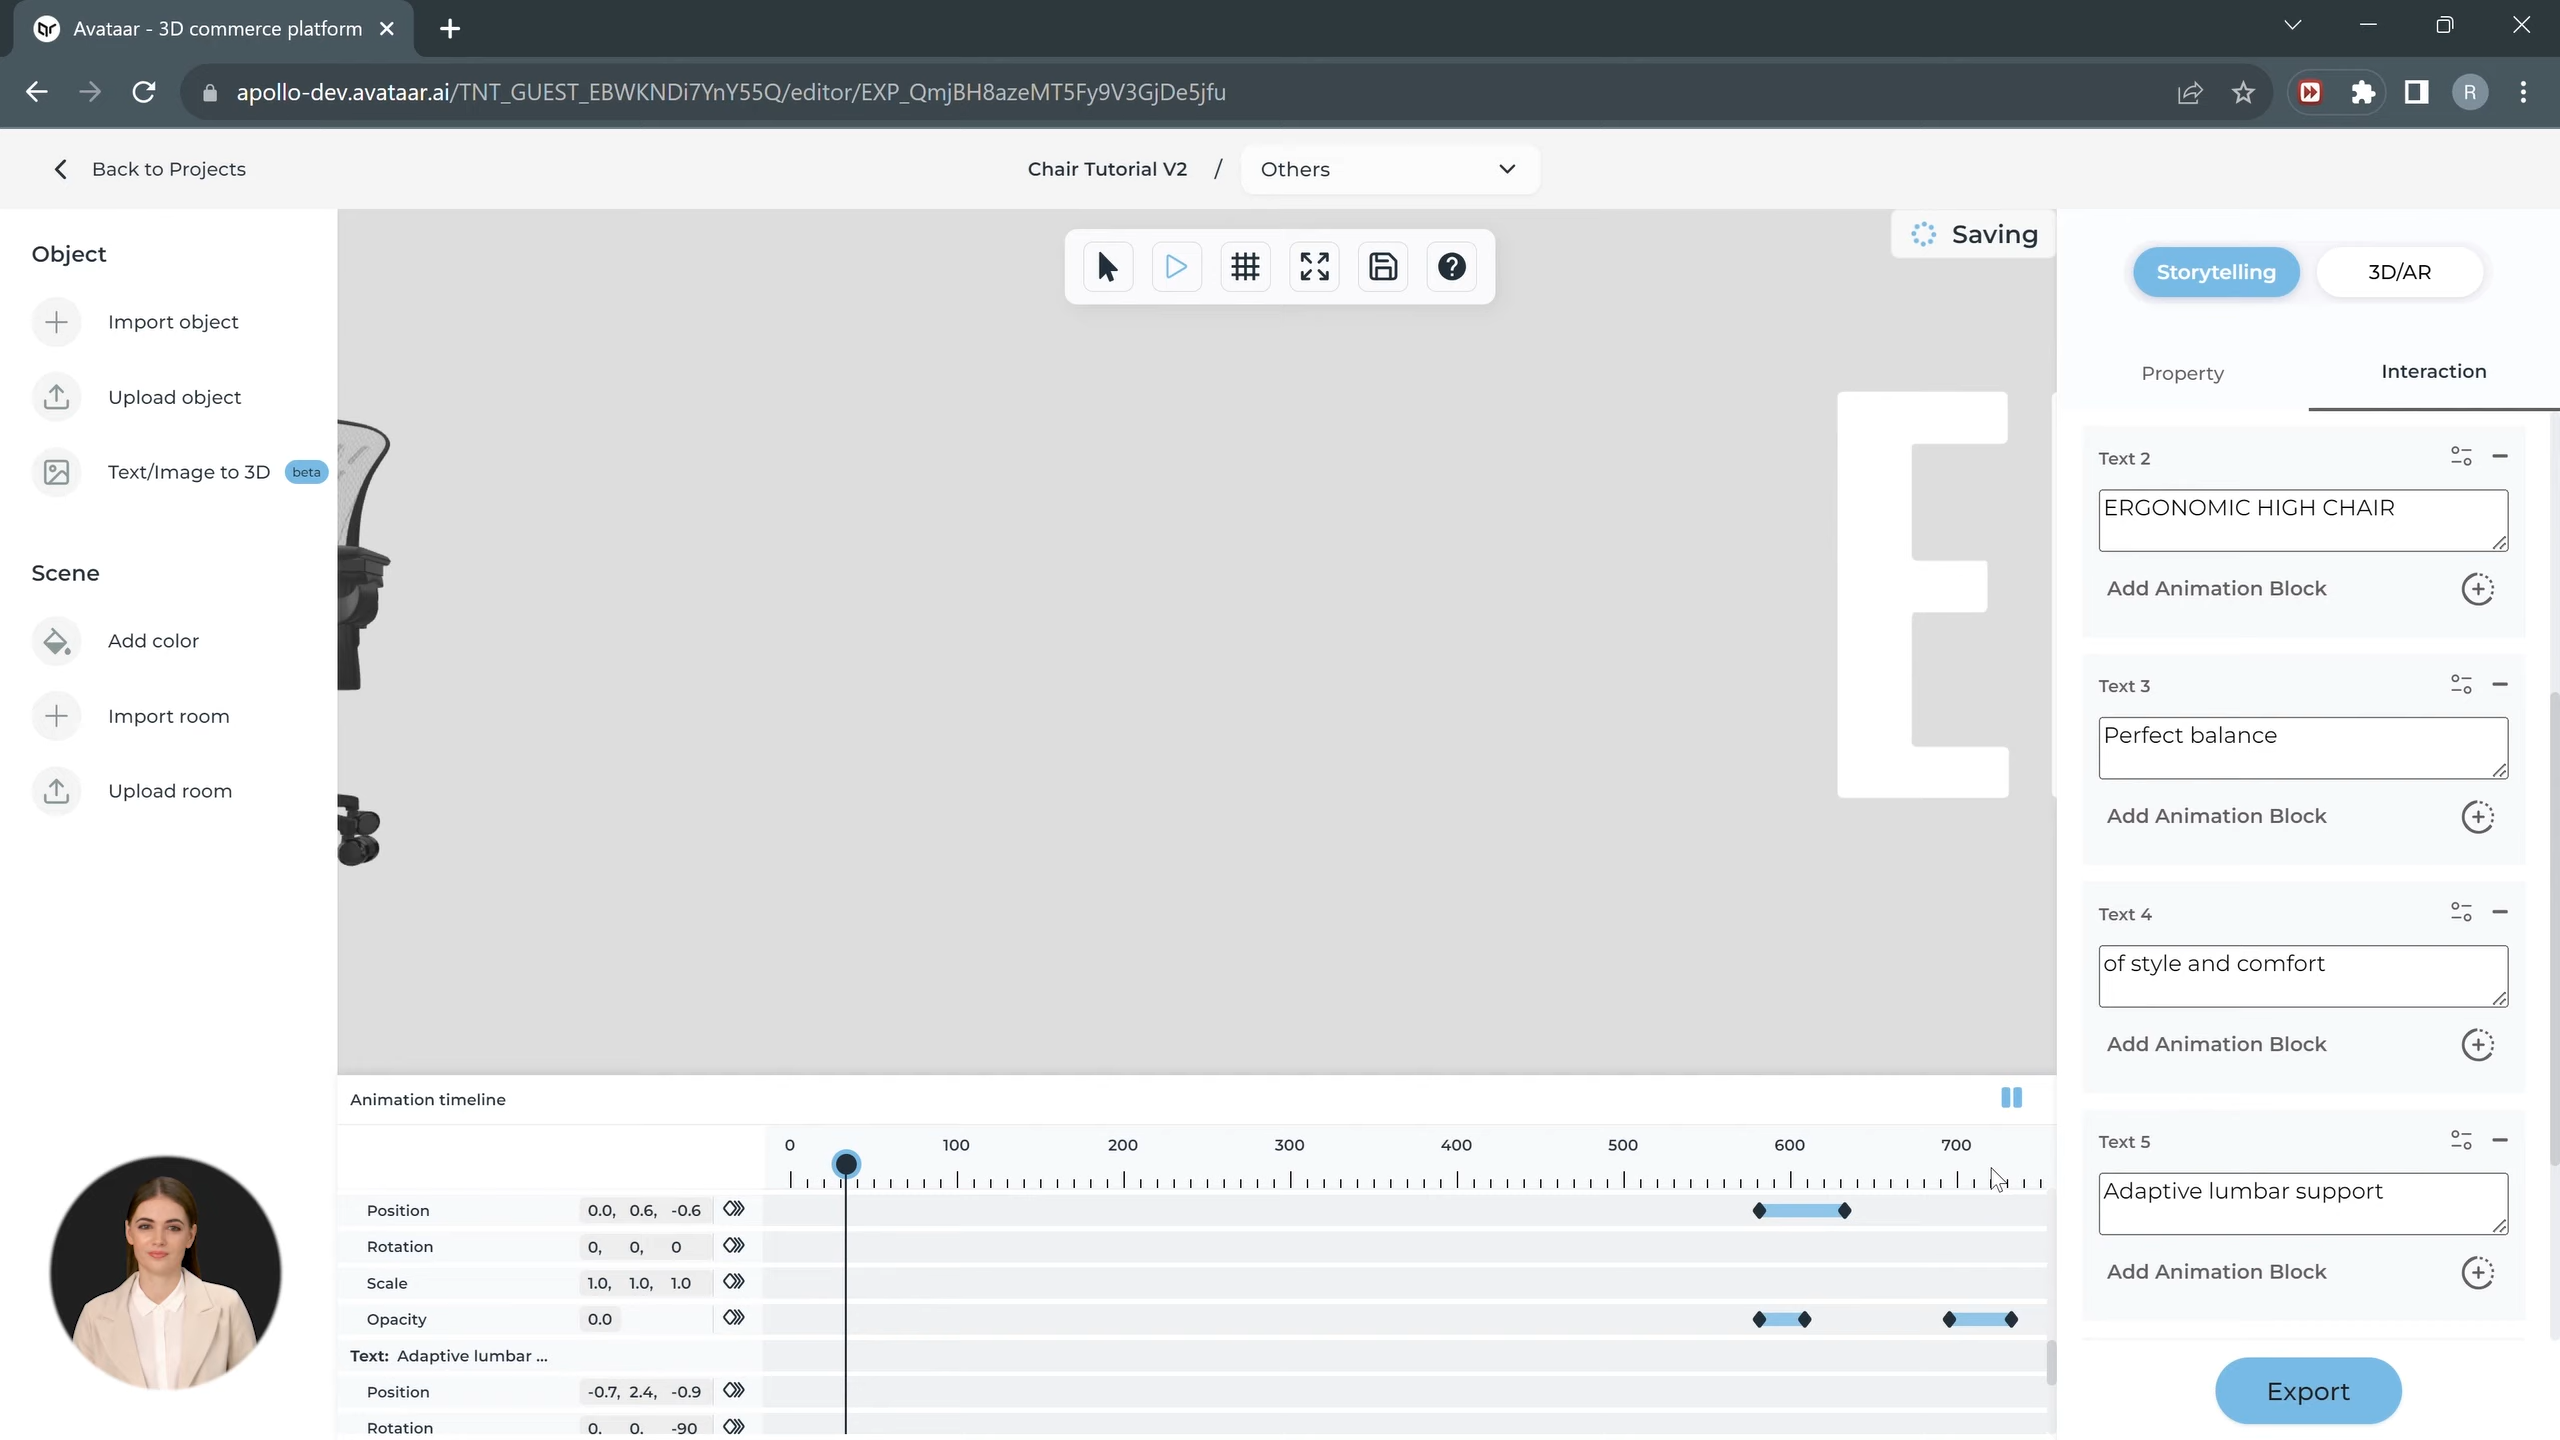 Avataar - 3D commerce platform
apollo-dev.avataar.ai/TNT_GUEST_EBWKNDi7YnY55Q/editor/EXP_QmjBH8azeMT5Fy9V3GjDe5jfu
R
Back to Projects
Chair Tutorial V2 / Others
Object
Import object
Upload object
Text/Image to 3D beta
Scene
Add color
Import room
Upload room
Saving
E
Storytelling 3D/AR
Property Interaction
Text 2
ERGONOMIC HIGH CHAIR
Add Animation Block
Text 3
Perfect balance
Add Animation Block
Text 4
of style and comfort
Add Animation Block
Text 5
Adaptive lumbar support
Add Animation Block
Export
Animation timeline
0 100 200 300 400 500 600 700
Position 0.0, 0.6, -0.6
Rotation 0, 0, 0
Scale 1.0, 1.0, 1.0
Opacity 0.0
Text: Adaptive lumbar ...
Position -0.7, 2.4, -0.9
Rotation 0, 0, -90